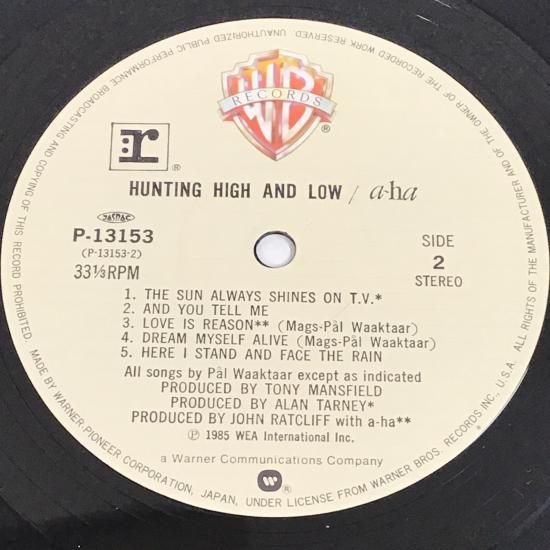 WB
RECORDS
®
r ®
HUNTING HIGH AND LOW / a-ha
JASRAC
P-13153
(P-13153-2)
33⅓RPM
SIDE
2
STEREO
1. THE SUN ALWAYS SHINES ON T.V.*
2. AND YOU TELL ME
3. LOVE IS REASON** (Mags-Pål Waaktaar)
4. DREAM MYSELF ALIVE (Mags-Pål Waaktaar)
5. HERE I STAND AND FACE THE RAIN
All songs by Pål Waaktaar except as indicated
PRODUCED BY TONY MANSFIELD
PRODUCED BY ALAN TARNEY*
PRODUCED BY JOHN RATCLIFF with a-ha**
Ⓟ 1985 WEA International Inc.
a Warner Communications Company
W ®
MADE BY WARNER-PIONEER CORPORATION, JAPAN, UNDER LICENSE FROM WARNER BROS. RECORDS INC., U.S.A. ALL RIGHTS OF THE MANUFACTURER AND OF THE OWNER OF THE RECORDED WORK RESERVED. UNAUTHORIZED PUBLIC PERFORMANCE BROADCASTING AND COPYING OF THIS RECORD PROHIBITED.